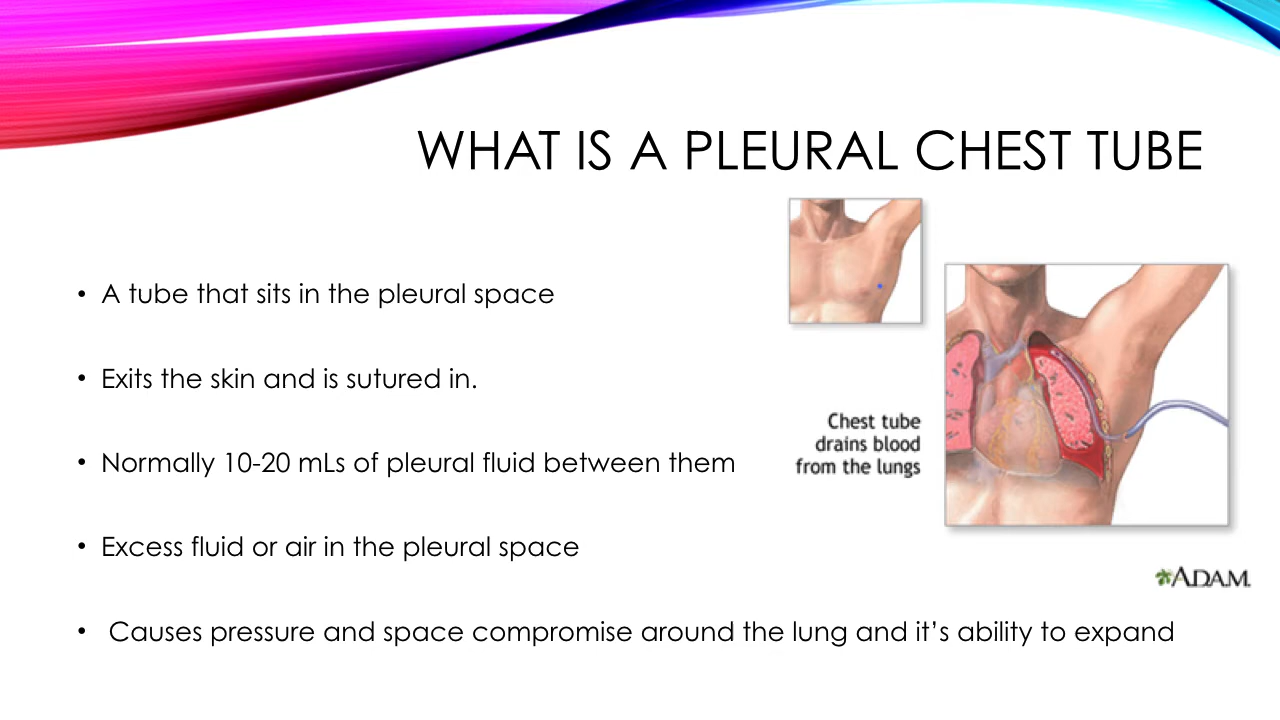 WHAT IS A PLEURAL CHEST TUBE
• A tube that sits in the pleural space
• Exits the skin and is sutured in.
• Normally 10-20 mLs of pleural fluid between them
• Excess fluid or air in the pleural space
• Causes pressure and space compromise around the lung and it’s ability to expand
Chest tube
drains blood
from the lungs
ADAM.